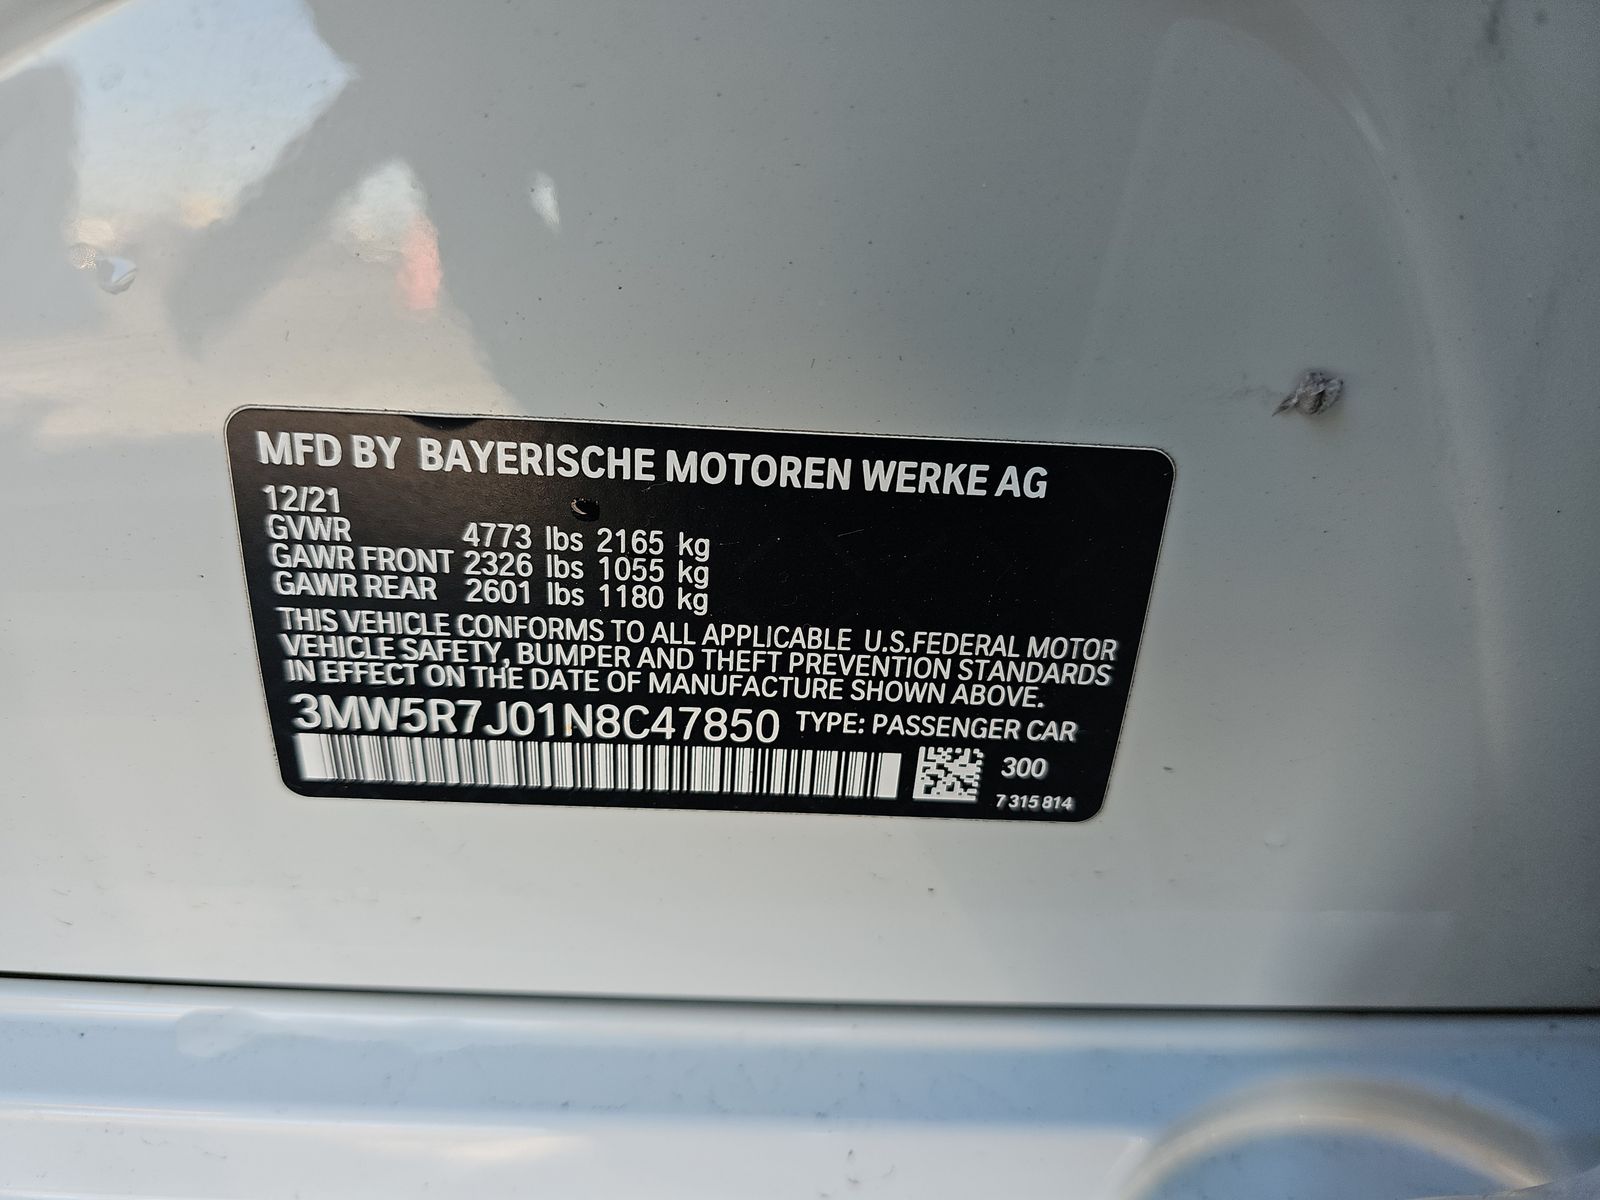 MFD BY BAYERISCHE MOTOREN WERKE AG
12/21
GVWR 4773 lbs 2165 kg
GAWR FRONT 2326 lbs 1055 kg
GAWR REAR 2601 lbs 1180 kg
THIS VEHICLE CONFORMS TO ALL APPLICABLE U.S.FEDERAL MOTOR
VEHICLE SAFETY, BUMPER AND THEFT PREVENTION STANDARDS
IN EFFECT ON THE DATE OF MANUFACTURE SHOWN ABOVE.
3MW5R7J01N8C47850 TYPE: PASSENGER CAR
300
7 315 814